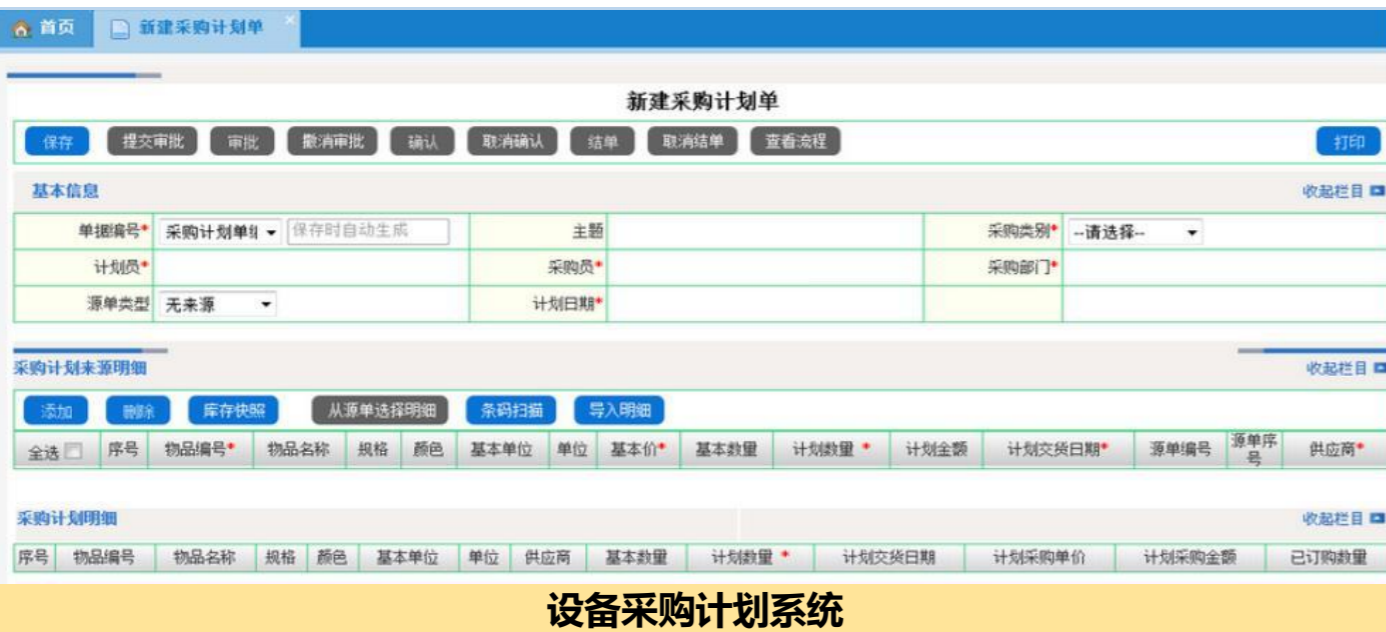 首页 新建采购计划单
新建采购计划单
保存 提交审批 审批 撤消审批 确认 取消确认 结单 取消结单 查看流程 打印
基本信息 收起栏目
单据编号* 采购计划单 保存时自动生成 主题 采购类别* --请选择--
计划员* 采购员* 采购部门*
源单类型 无来源 计划日期*
采购计划来源明细 收起栏目
添加 删除 库存快照 从源单选择明细 条码扫描 导入明细
全选 序号 物品编号* 物品名称 规格 颜色 基本单位 单位 基本价* 基本数量 计划数量 * 计划金额 计划交货日期* 源单编号 源单序号 供应商*
采购计划明细 收起栏目
序号 物品编号 物品名称 规格 颜色 基本单位 单位 供应商 基本数量 计划数量 * 计划交货日期 计划采购单价 计划采购金额 已订购数量
设备采购计划系统